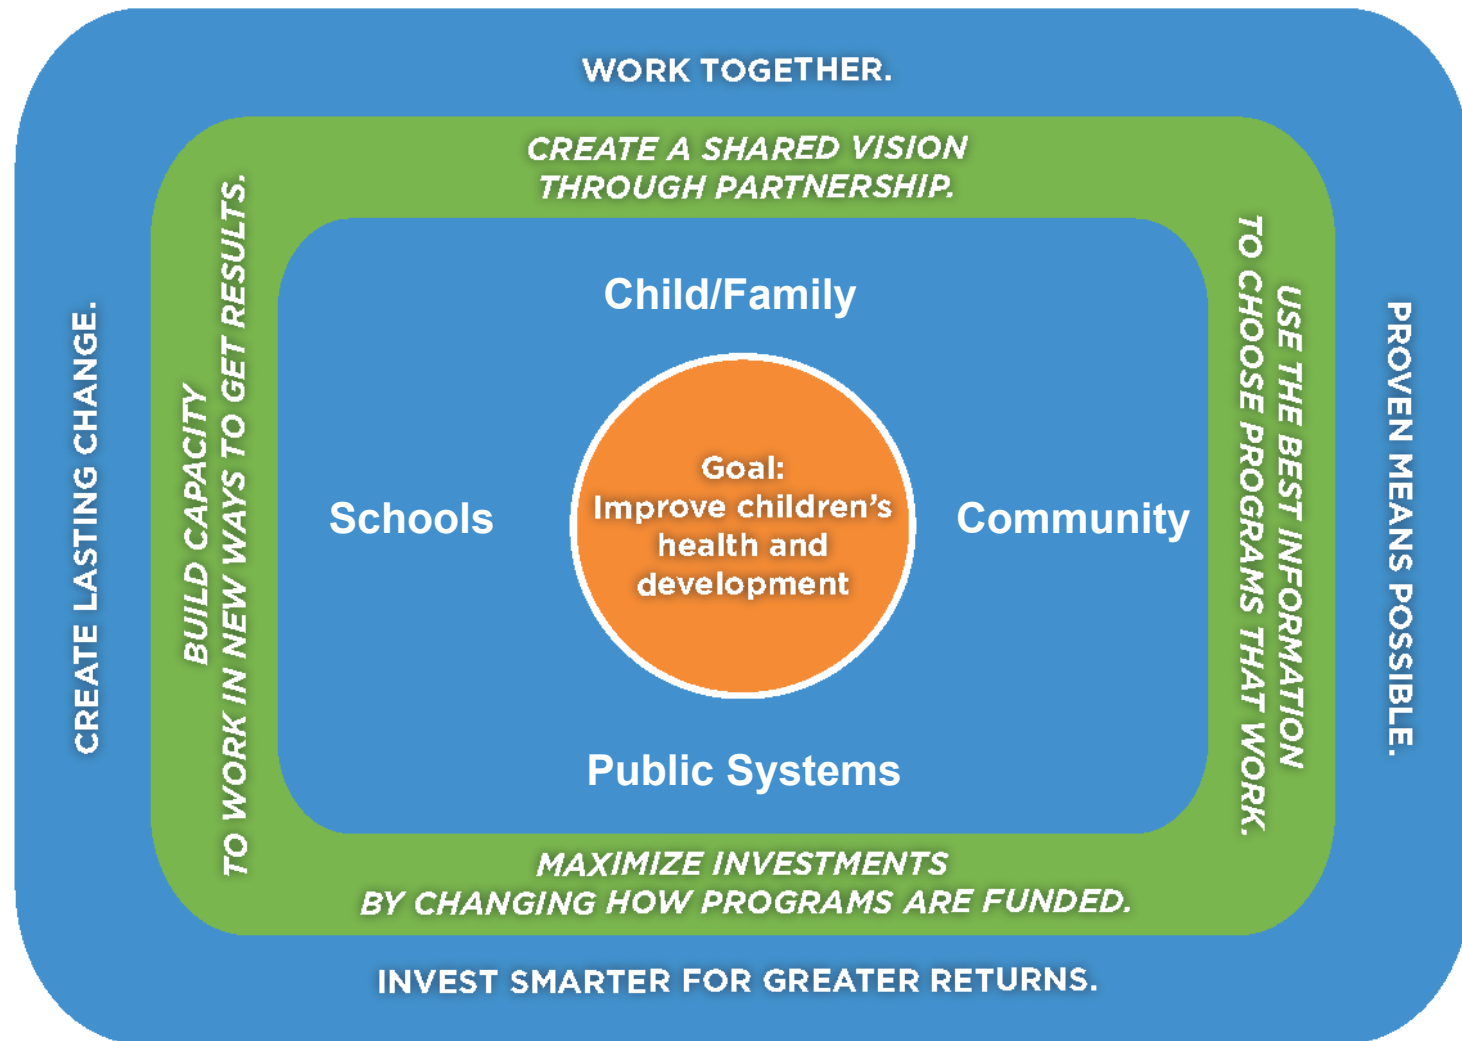 WORK TOGETHER.
CREATE A SHARED VISION
THROUGH PARTNERSHIP.
CREATE LASTING CHANGE.
BUILD CAPACITY
TO WORK IN NEW WAYS TO GET RESULTS.
Child/Family
Schools
Goal:
Improve children's
health and
development
Community
Public Systems
USE THE BEST INFORMATION
TO CHOOSE PROGRAMS THAT WORK.
PROVEN MEANS POSSIBLE.
MAXIMIZE INVESTMENTS
BY CHANGING HOW PROGRAMS ARE FUNDED.
INVEST SMARTER FOR GREATER RETURNS.